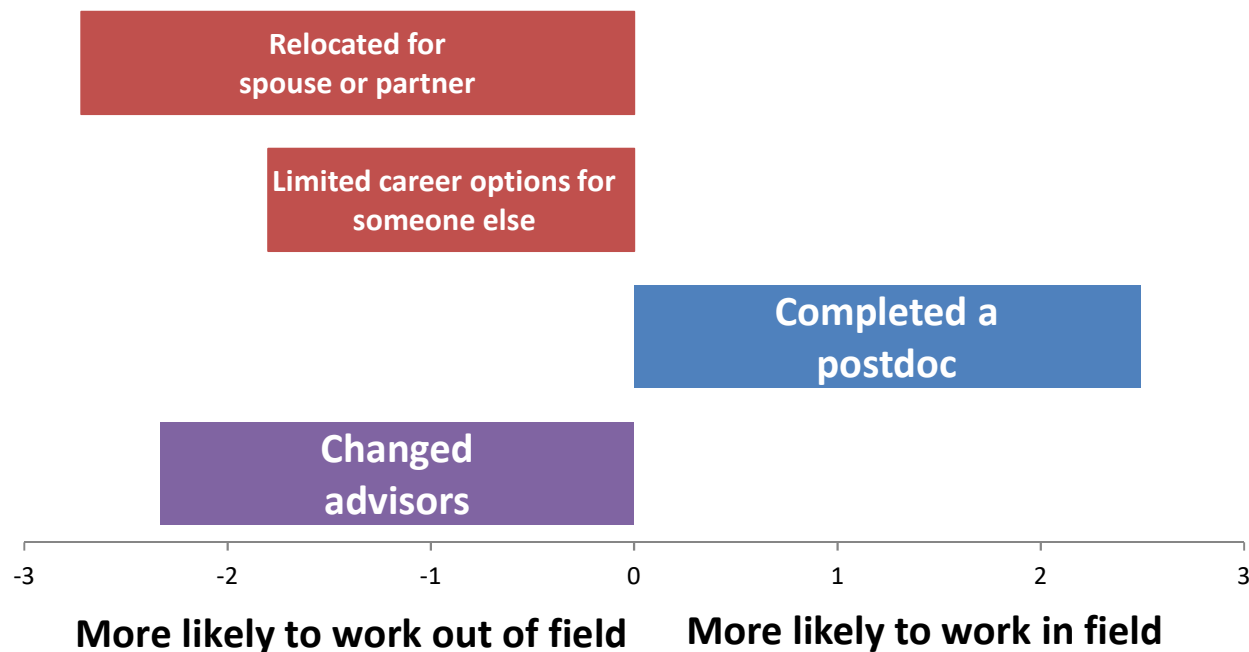 Relocated for
spouse or partner
Limited career options for
someone else
Completed a
postdoc
Changed
advisors
-3 -2 -1 0 1 2 3
More likely to work out of field More likely to work in field